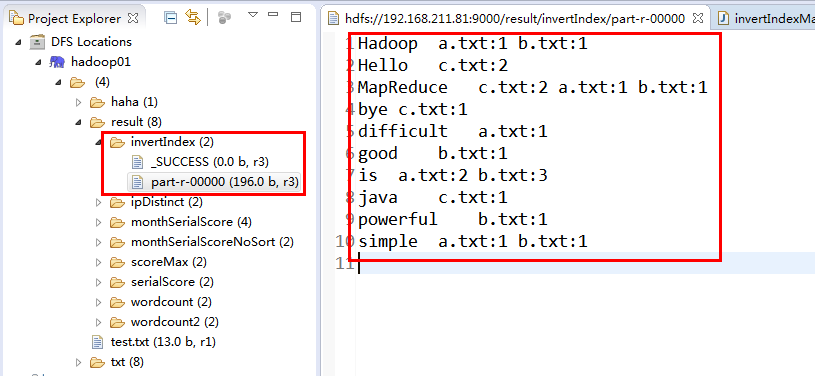 Project Explorer
DFS Locations
hadoop01
(4)
haha (1)
result (8)
invertIndex (2)
_SUCCESS (0.0 b, r3)
part-r-00000 (196.0 b, r3)
ipDistinct (2)
monthSerialScore (4)
monthSerialScoreNoSort (2)
scoreMax (2)
serialScore (2)
wordcount (2)
wordcount2 (2)
test.txt (13.0 b, r1)
txt (8)
hdfs://192.168.211.81:9000/result/invertIndex/part-r-00000
invertIndexMa
1 Hadoop a.txt:1 b.txt:1
2 Hello c.txt:2
3 MapReduce c.txt:2 a.txt:1 b.txt:1
4 bye c.txt:1
5 difficult a.txt:1
6 good b.txt:1
7 is a.txt:2 b.txt:3
8 java c.txt:1
9 powerful b.txt:1
10 simple a.txt:1 b.txt:1
11